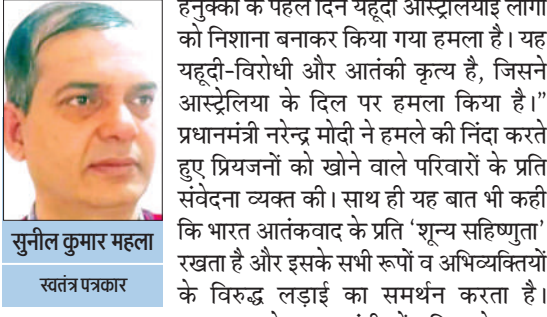 हनुक्का के पहले दिन यहूदी आस्ट्रेलियाई लोगों
को निशाना बनाकर किया गया हमला है। यह
यहूदी-विरोधी और आतंकी कृत्य है, जिसने
आस्ट्रेलिया के दिल पर हमला किया है।”
प्रधानमंत्री नरेन्द्र मोदी ने हमले की निंदा करते
हुए प्रियजनों को खोने वाले परिवारों के प्रति
संवेदना व्यक्त की। साथ ही यह बात भी कही
कि भारत आतंकवाद के प्रति ‘शून्य सहिष्णुता’
रखता है और इसके सभी रूपों व अभिव्यक्तियों
के विरुद्ध लड़ाई का समर्थन करता है।
सुनील कुमार महला
स्वतंत्र पत्रकार